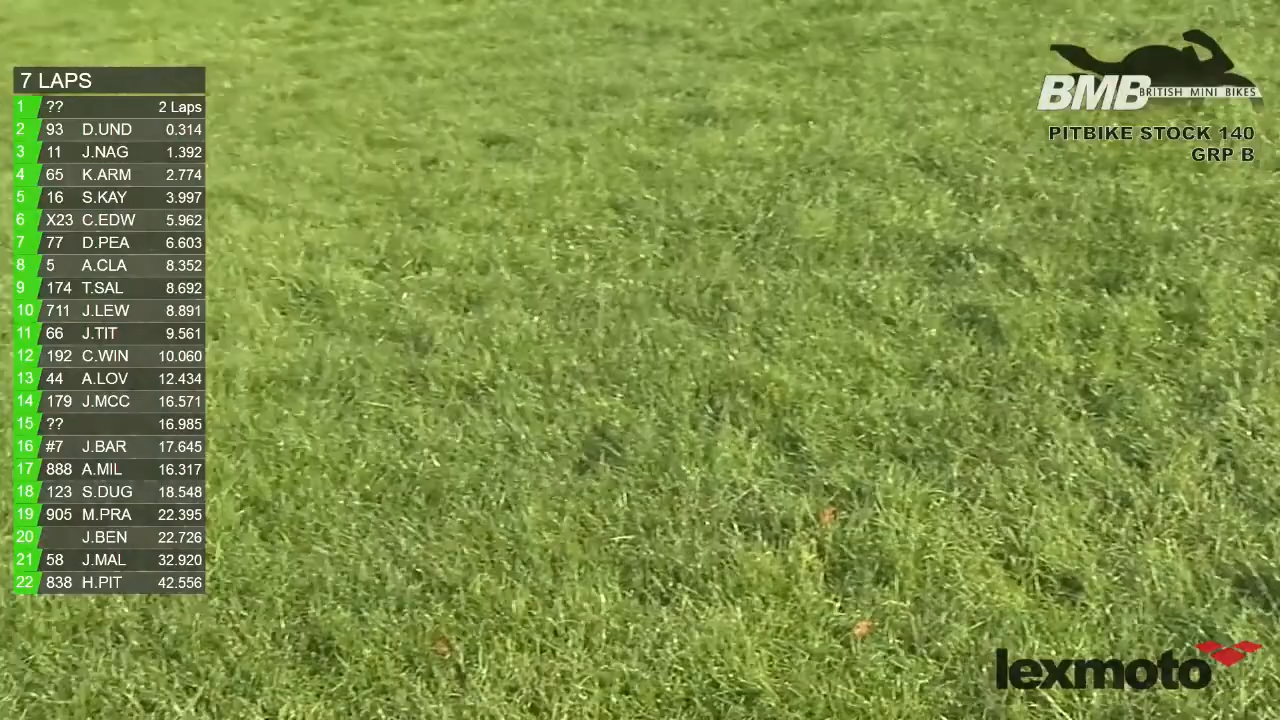 7 LAPS
1 ?? 2 Laps
2 93 D.UND 0.314
3 11 J.NAG 1.392
4 65 K.ARM 2.774
5 16 S.KAY 3.997
6 X23 C.EDW 5.962
7 77 D.PEA 6.603
8 5 A.CLA 8.352
9 174 T.SAL 8.692
10 711 J.LEW 8.891
11 66 J.TIT 9.561
12 192 C.WIN 10.060
13 44 A.LOV 12.434
14 179 J.MCC 16.571
15 ?? 16.985
16 #7 J.BAR 17.645
17 888 A.MIL 16.317
18 123 S.DUG 18.548
19 905 M.PRA 22.395
20 J.BEN 22.726
21 58 J.MAL 32.920
22 838 H.PIT 42.556
BMB BRITISH MINI BIKES
PITBIKE STOCK 140
GRP B
lexmoto